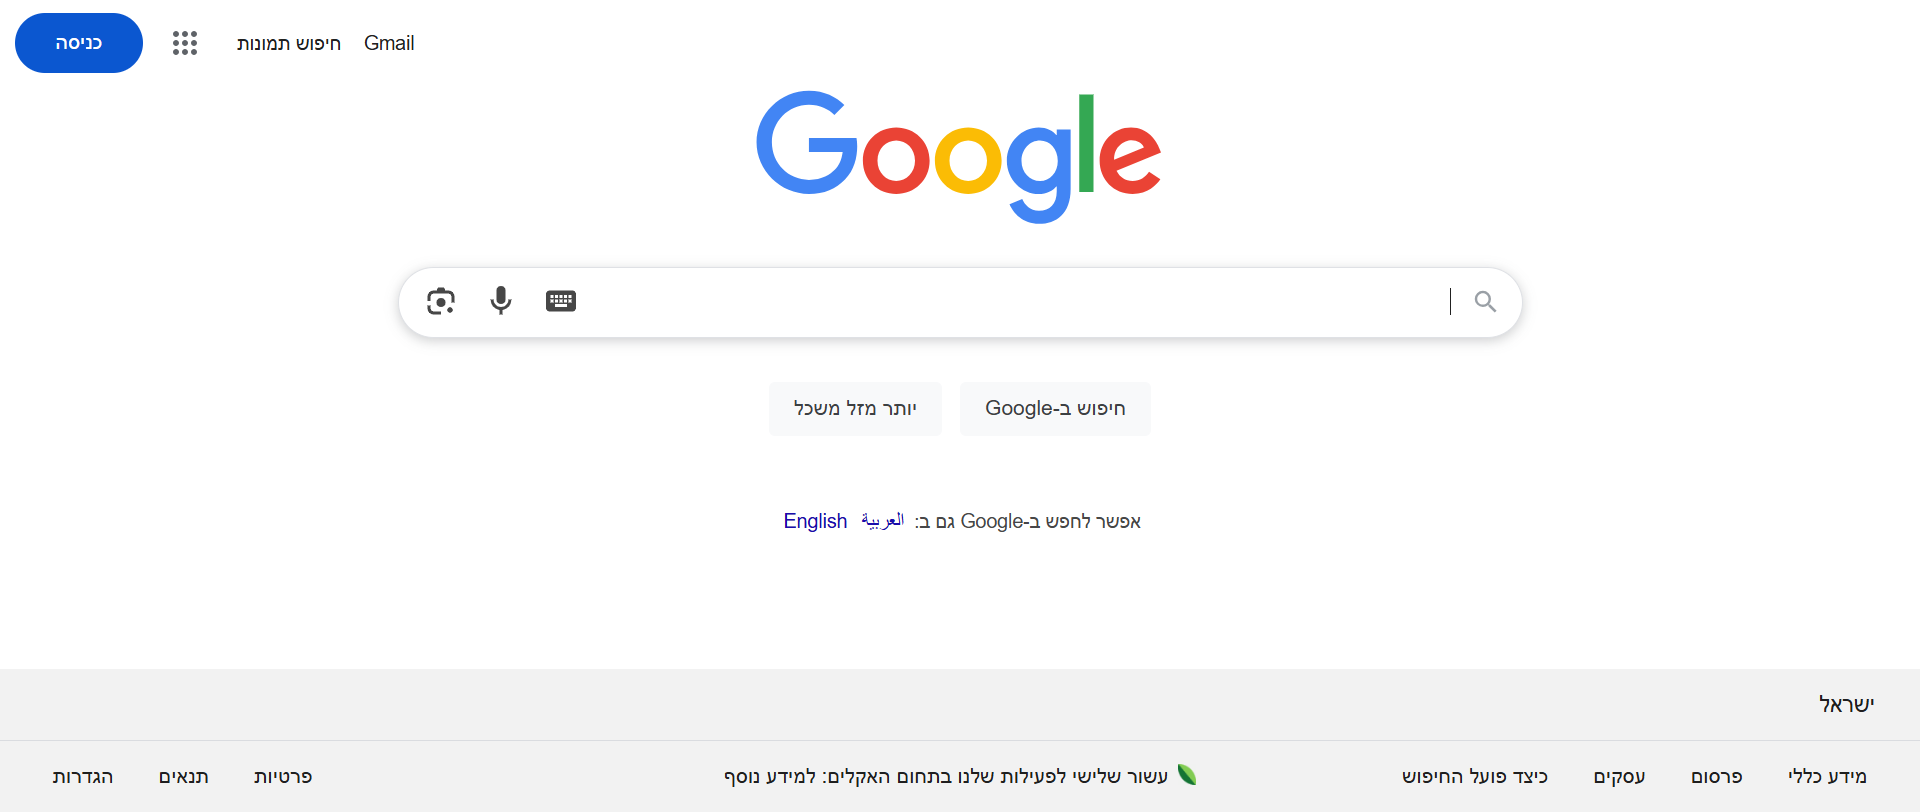 Gmail
חיפוש תמונות
כניסה
Google
חיפוש ב-Google
יותר מזל משכל
אפשר לחפש ב-Google גם ב: العربية English
ישראל
מידע כללי
פרסום
עסקים
כיצד פועל החיפוש
עשור שלישי לפעילות שלנו בתחום האקלים: למידע נוסף
פרטיות
תנאים
הגדרות